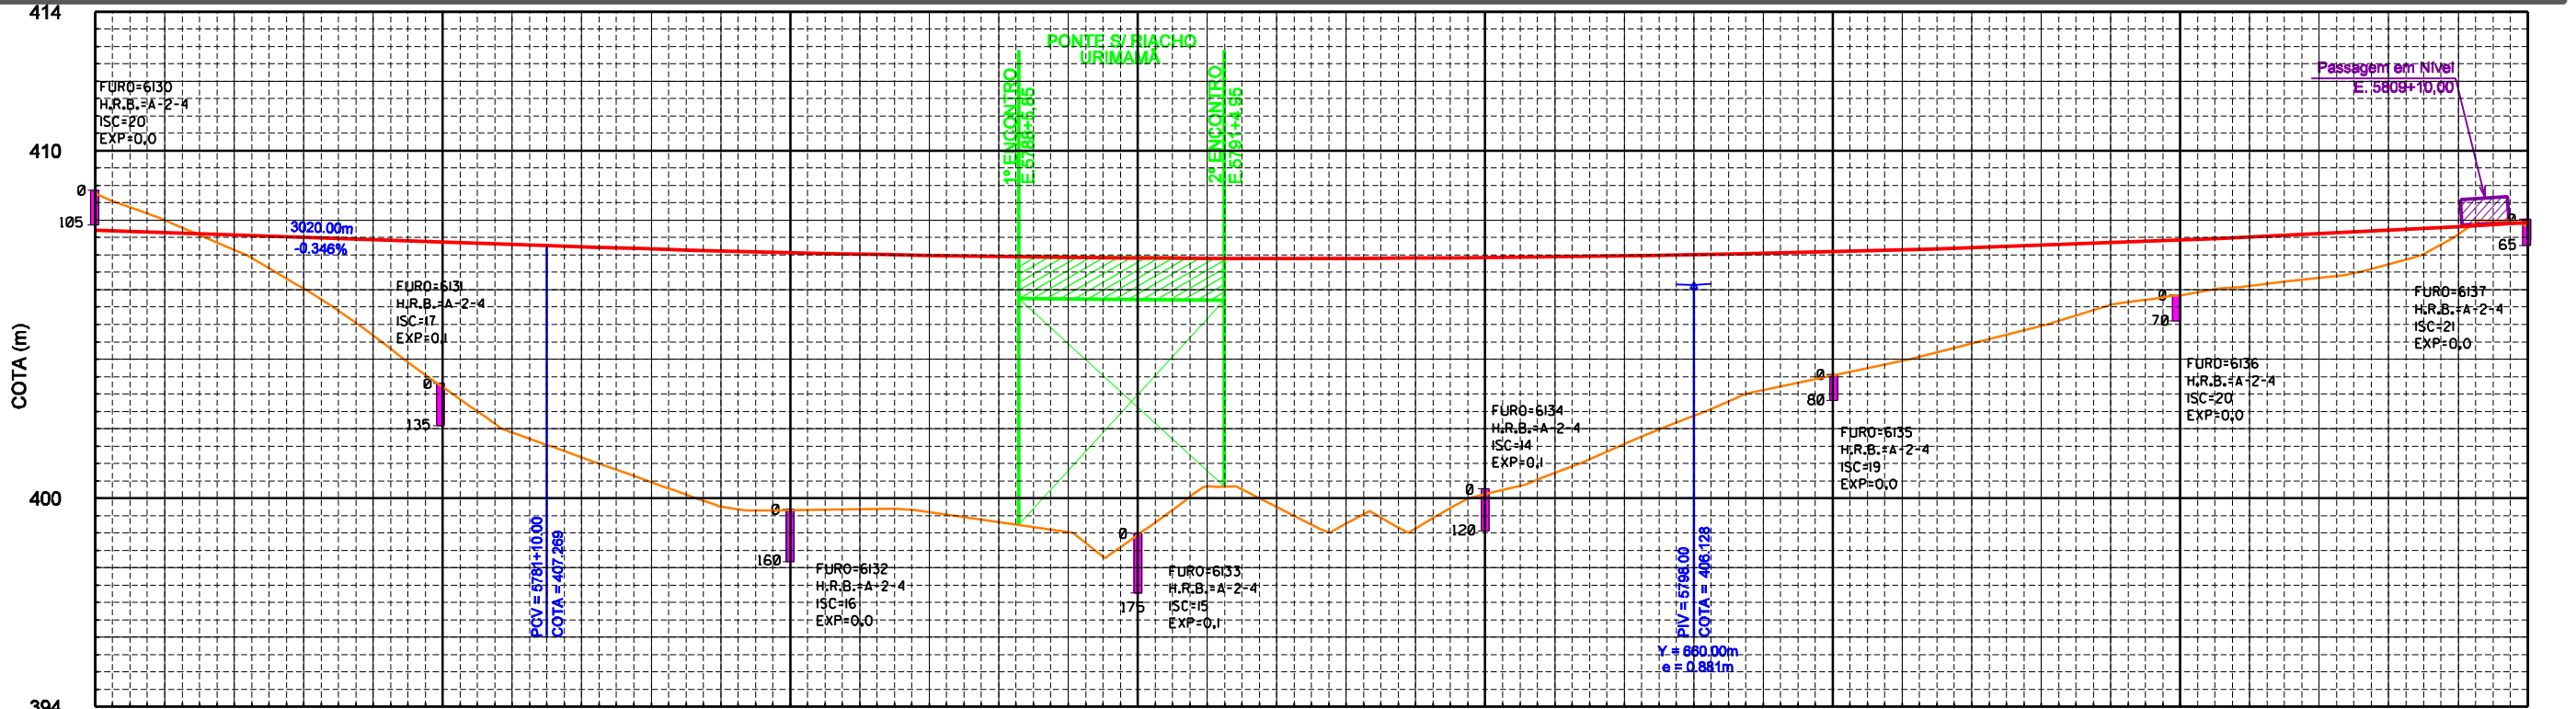 414
410
400
394
COTA (m)
FURO=6130
H.R.B.=A-2-4
ISC=20
EXP=0.0
0
105
3020.00m
-0.346%
FURO=6131
H.R.B.=A-2-4
ISC=17
EXP=0.1
0
135
PCV = 5781+10.00
COTA = 407.269
0
160
FURO=6132
H.R.B.=A-2-4
ISC=16
EXP=0.0
PONTE S/ RIACHO
URIMAMÃ
1º ENCONTRO
E. 5788+5,85
2º ENCONTRO
E. 5791+4,95
0
175
FURO=6133
H.R.B.=A-2-4
ISC=15
EXP=0.1
FURO=6134
H.R.B.=A-2-4
ISC=14
EXP=0.1
0
120
PIV = 5798.00
COTA = 406.128
Y = 660.00m
e = 0.881m
0
80
FURO=6135
H.R.B.=A-2-4
ISC=19
EXP=0.0
0
70
FURO=6136
H.R.B.=A-2-4
ISC=20
EXP=0.0
Passagem em Nível
E. 5809+10,00
0
65
FURO=6137
H.R.B.=A-2-4
ISC=21
EXP=0.0